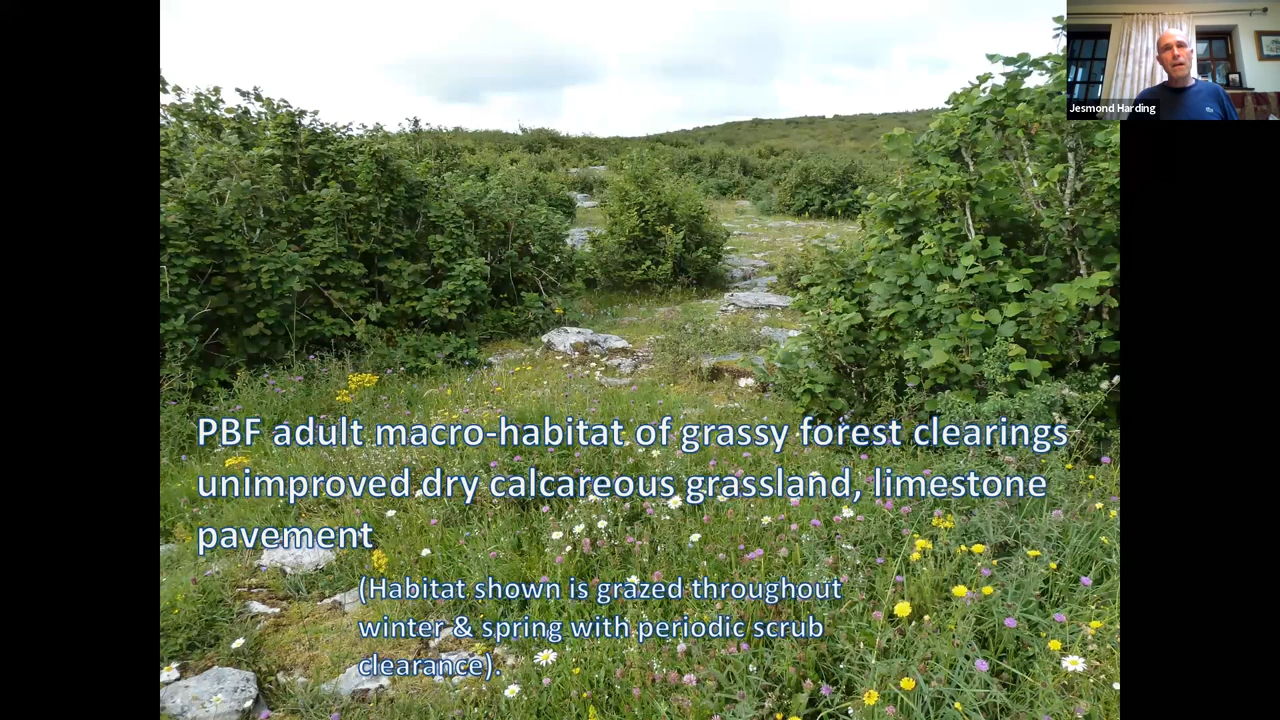 Jesmond Harding
PBF adult macro-habitat of grassy forest clearings
unimproved dry calcareous grassland, limestone
pavement
(Habitat shown is grazed throughout
winter & spring with periodic scrub
clearance).